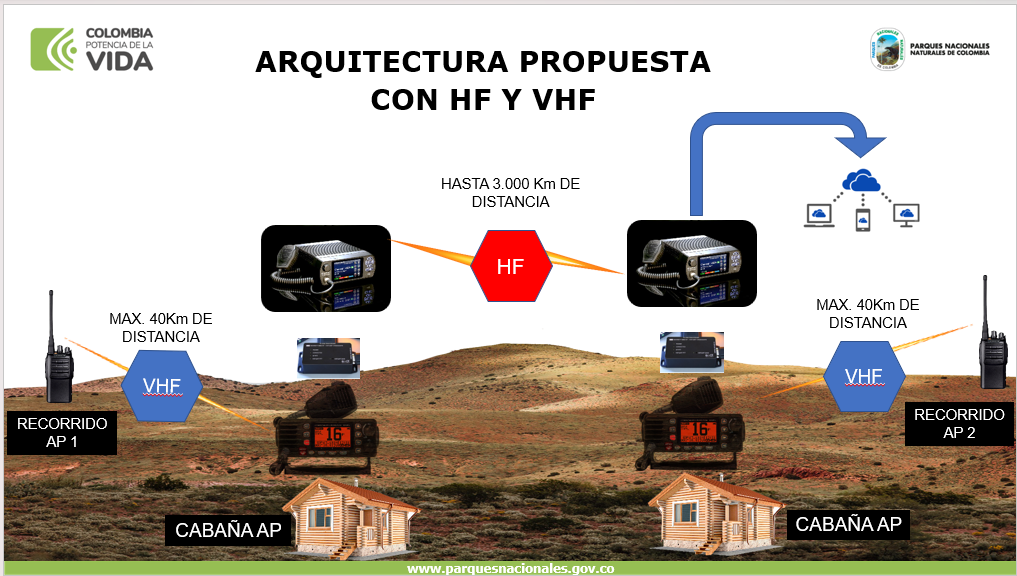 COLOMBIA
POTENCIA DE LA
VIDA
PARQUES NACIONALES
NATURALES DE COLOMBIA
ARQUITECTURA PROPUESTA
CON HF Y VHF
HASTA 3.000 Km DE
DISTANCIA
HF
MAX. 40Km DE
DISTANCIA
VHF
RECORRIDO
AP 1
MAX. 40Km DE
DISTANCIA
VHF
RECORRIDO
AP 2
16
16
CABAÑA AP
CABAÑA AP
www.parquesnacionales.gov.co